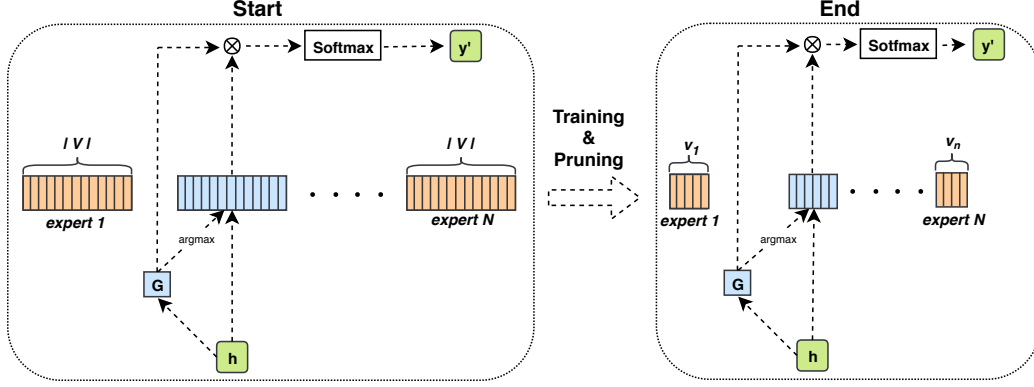 Start
Softmax
y'
| V |
| V |
expert 1
expert N
argmax
G
h
Training
&
Pruning
End
Sotfmax
y'
v1
vn
expert 1
expert N
argmax
G
h